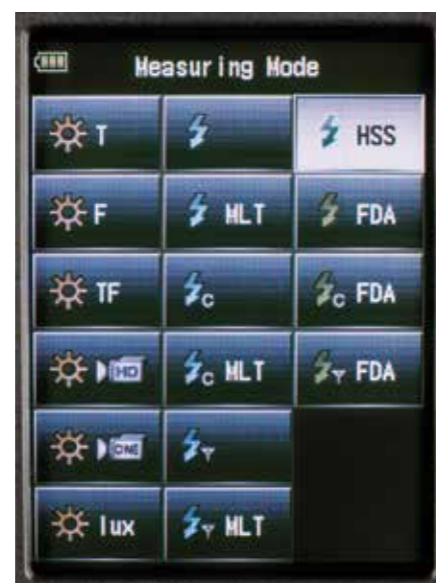 Measuring Mode
T HSS
F MLT FDA
TF C FDA
HD C MLT FDA
CINE
lux MLT